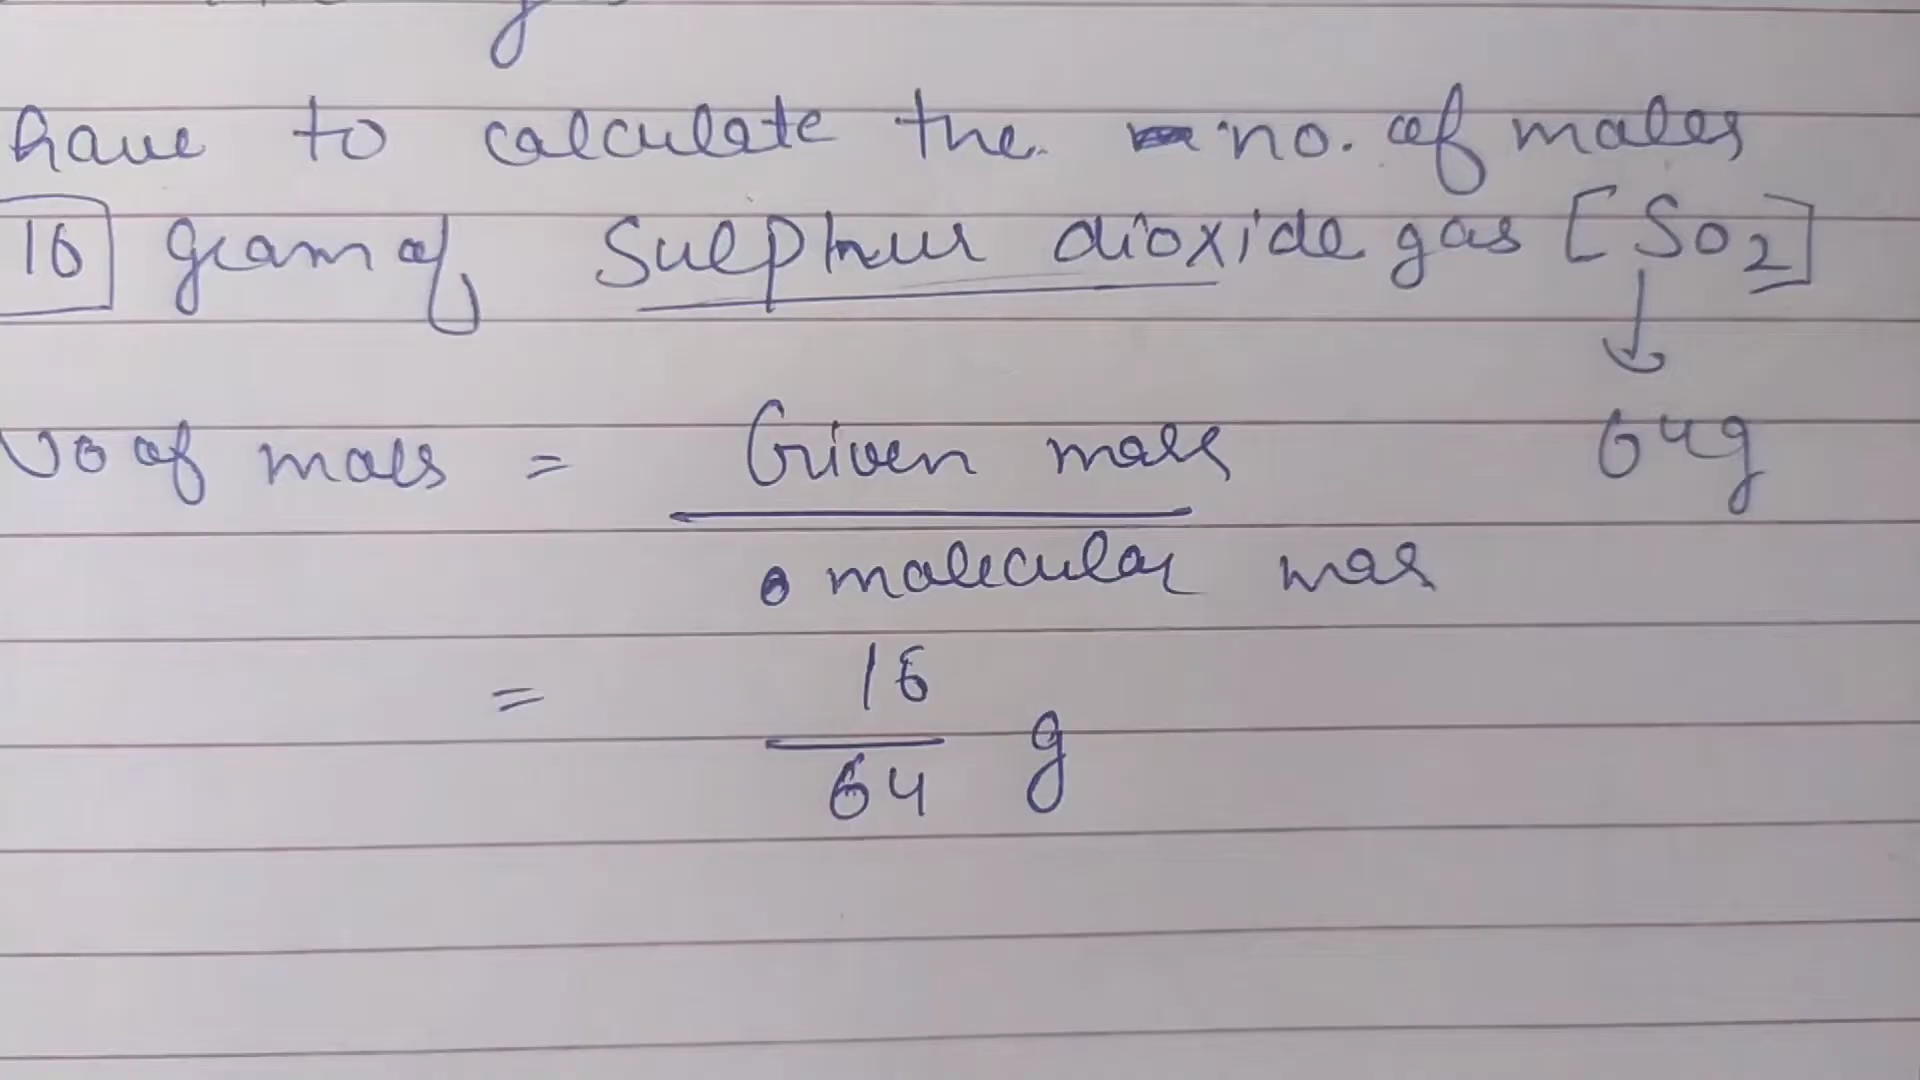 have to calculate the no. of moles
16 gram of Sulphur dioxide gas [SO2]
64g
No of mols = Given mass
molecular mass
= 16
64 g